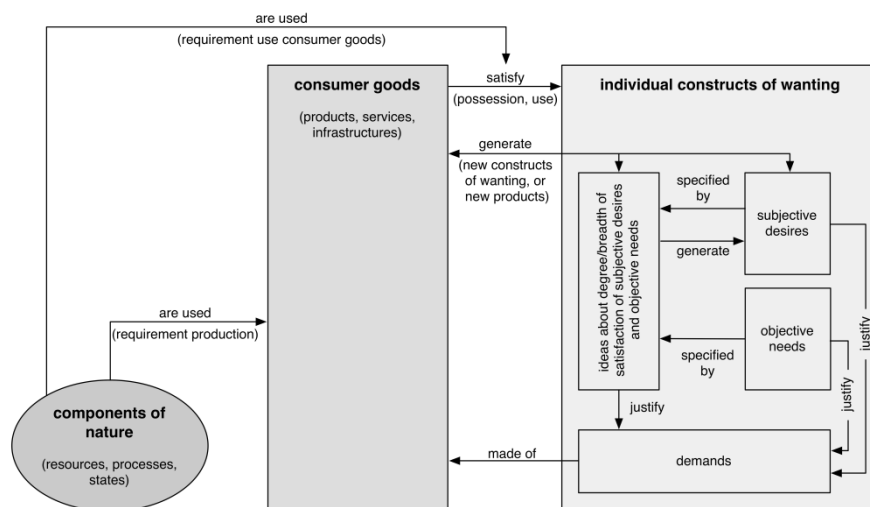 are used
(requirement use consumer goods)
consumer goods
(products, services,
infrastructures)
satisfy
(possession, use)
individual constructs of wanting
generate
(new constructs
of wanting, or
new products)
ideas about degree/breadth of
satisfaction of subjective desires
and objective needs
specified
by
generate
subjective
desires
are used
(requirement production)
specified
by
objective
needs
justify
justify
justify
components of
nature
(resources, processes,
states)
made of
demands